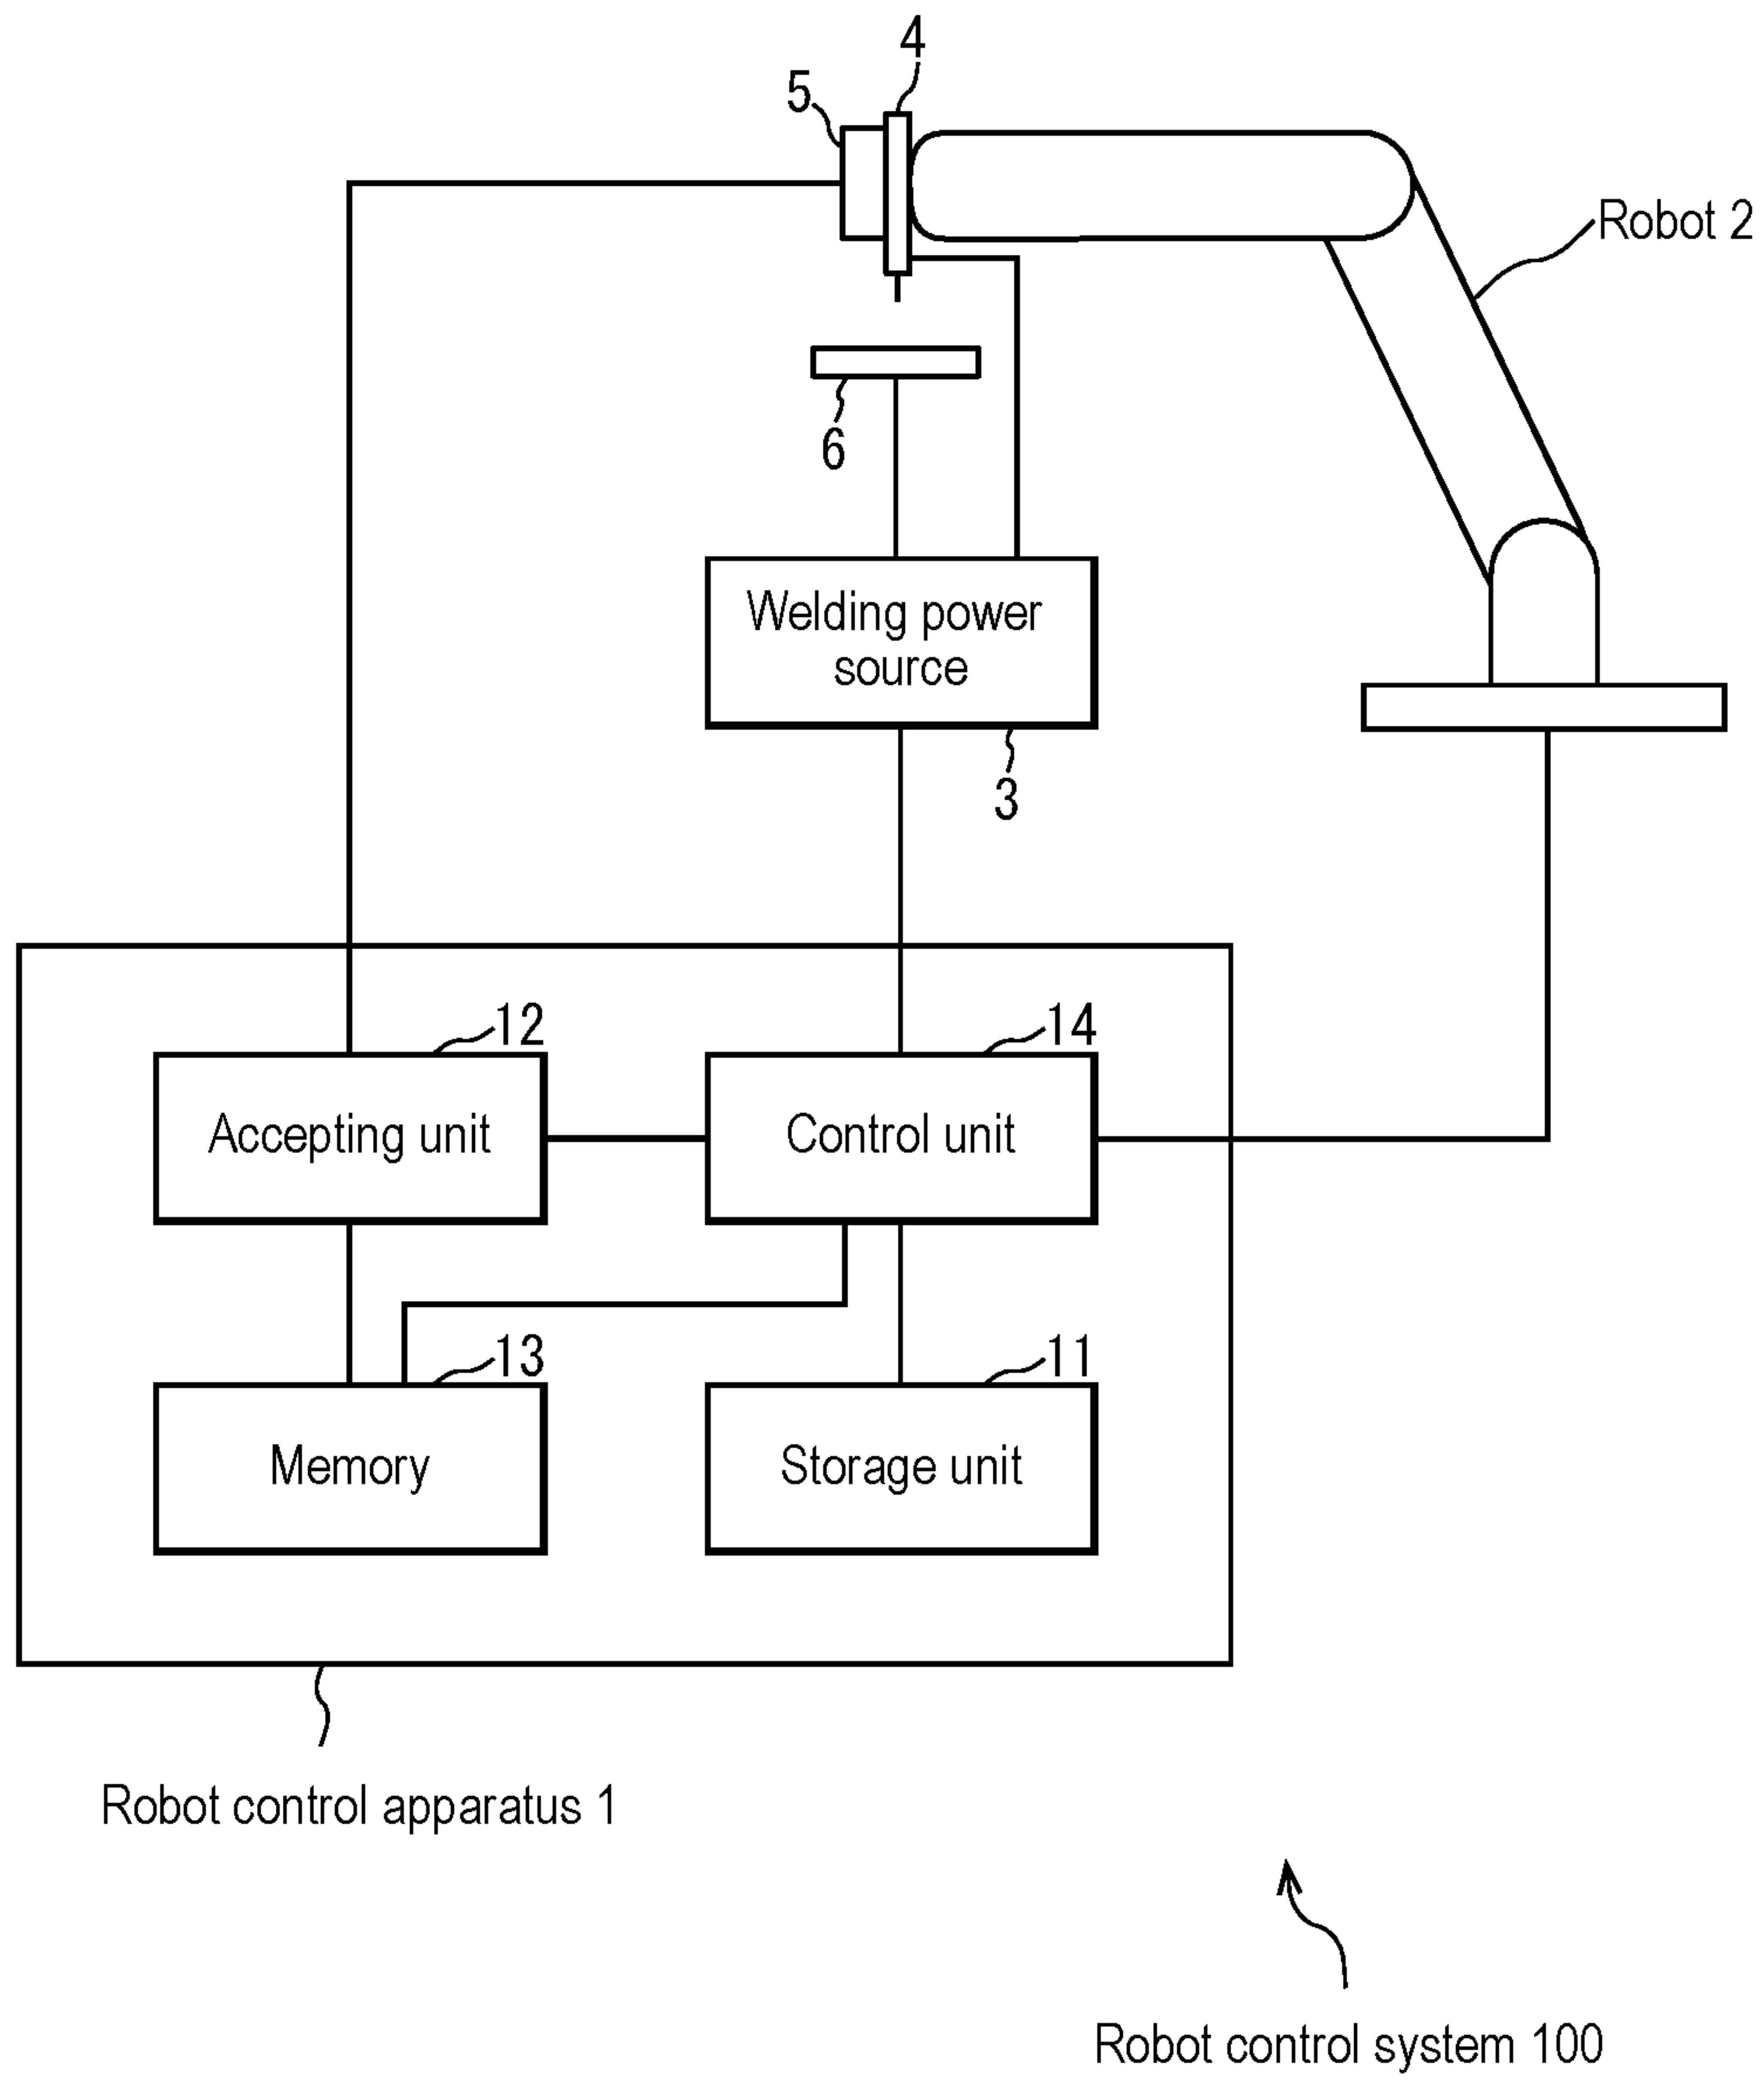 4
5
Robot 2
6
Welding power
source
3
12
14
Accepting unit
Control unit
13
11
Memory
Storage unit
Robot control apparatus 1
Robot control system 100